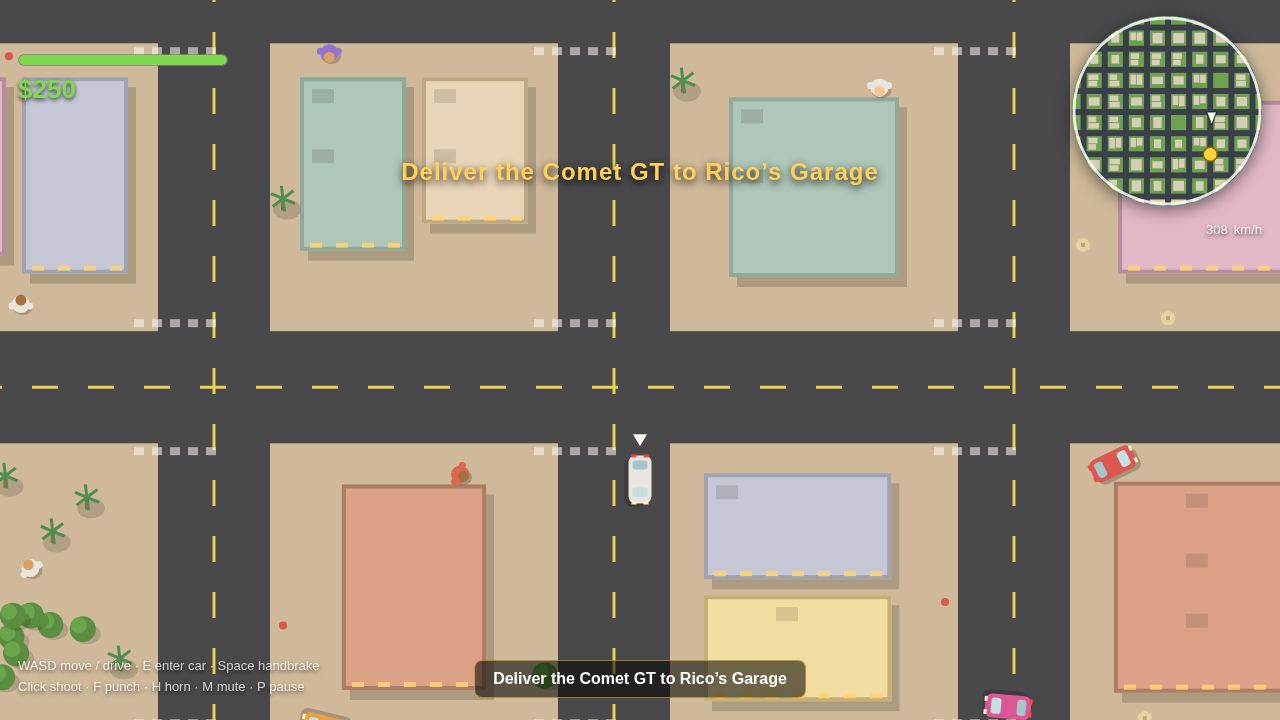 $250
Deliver the Comet GT to Rico’s Garage
308 km/h
WASD move / drive · E enter car · Space handbrake
Click shoot · F punch · H horn · M mute · P pause
Deliver the Comet GT to Rico’s Garage